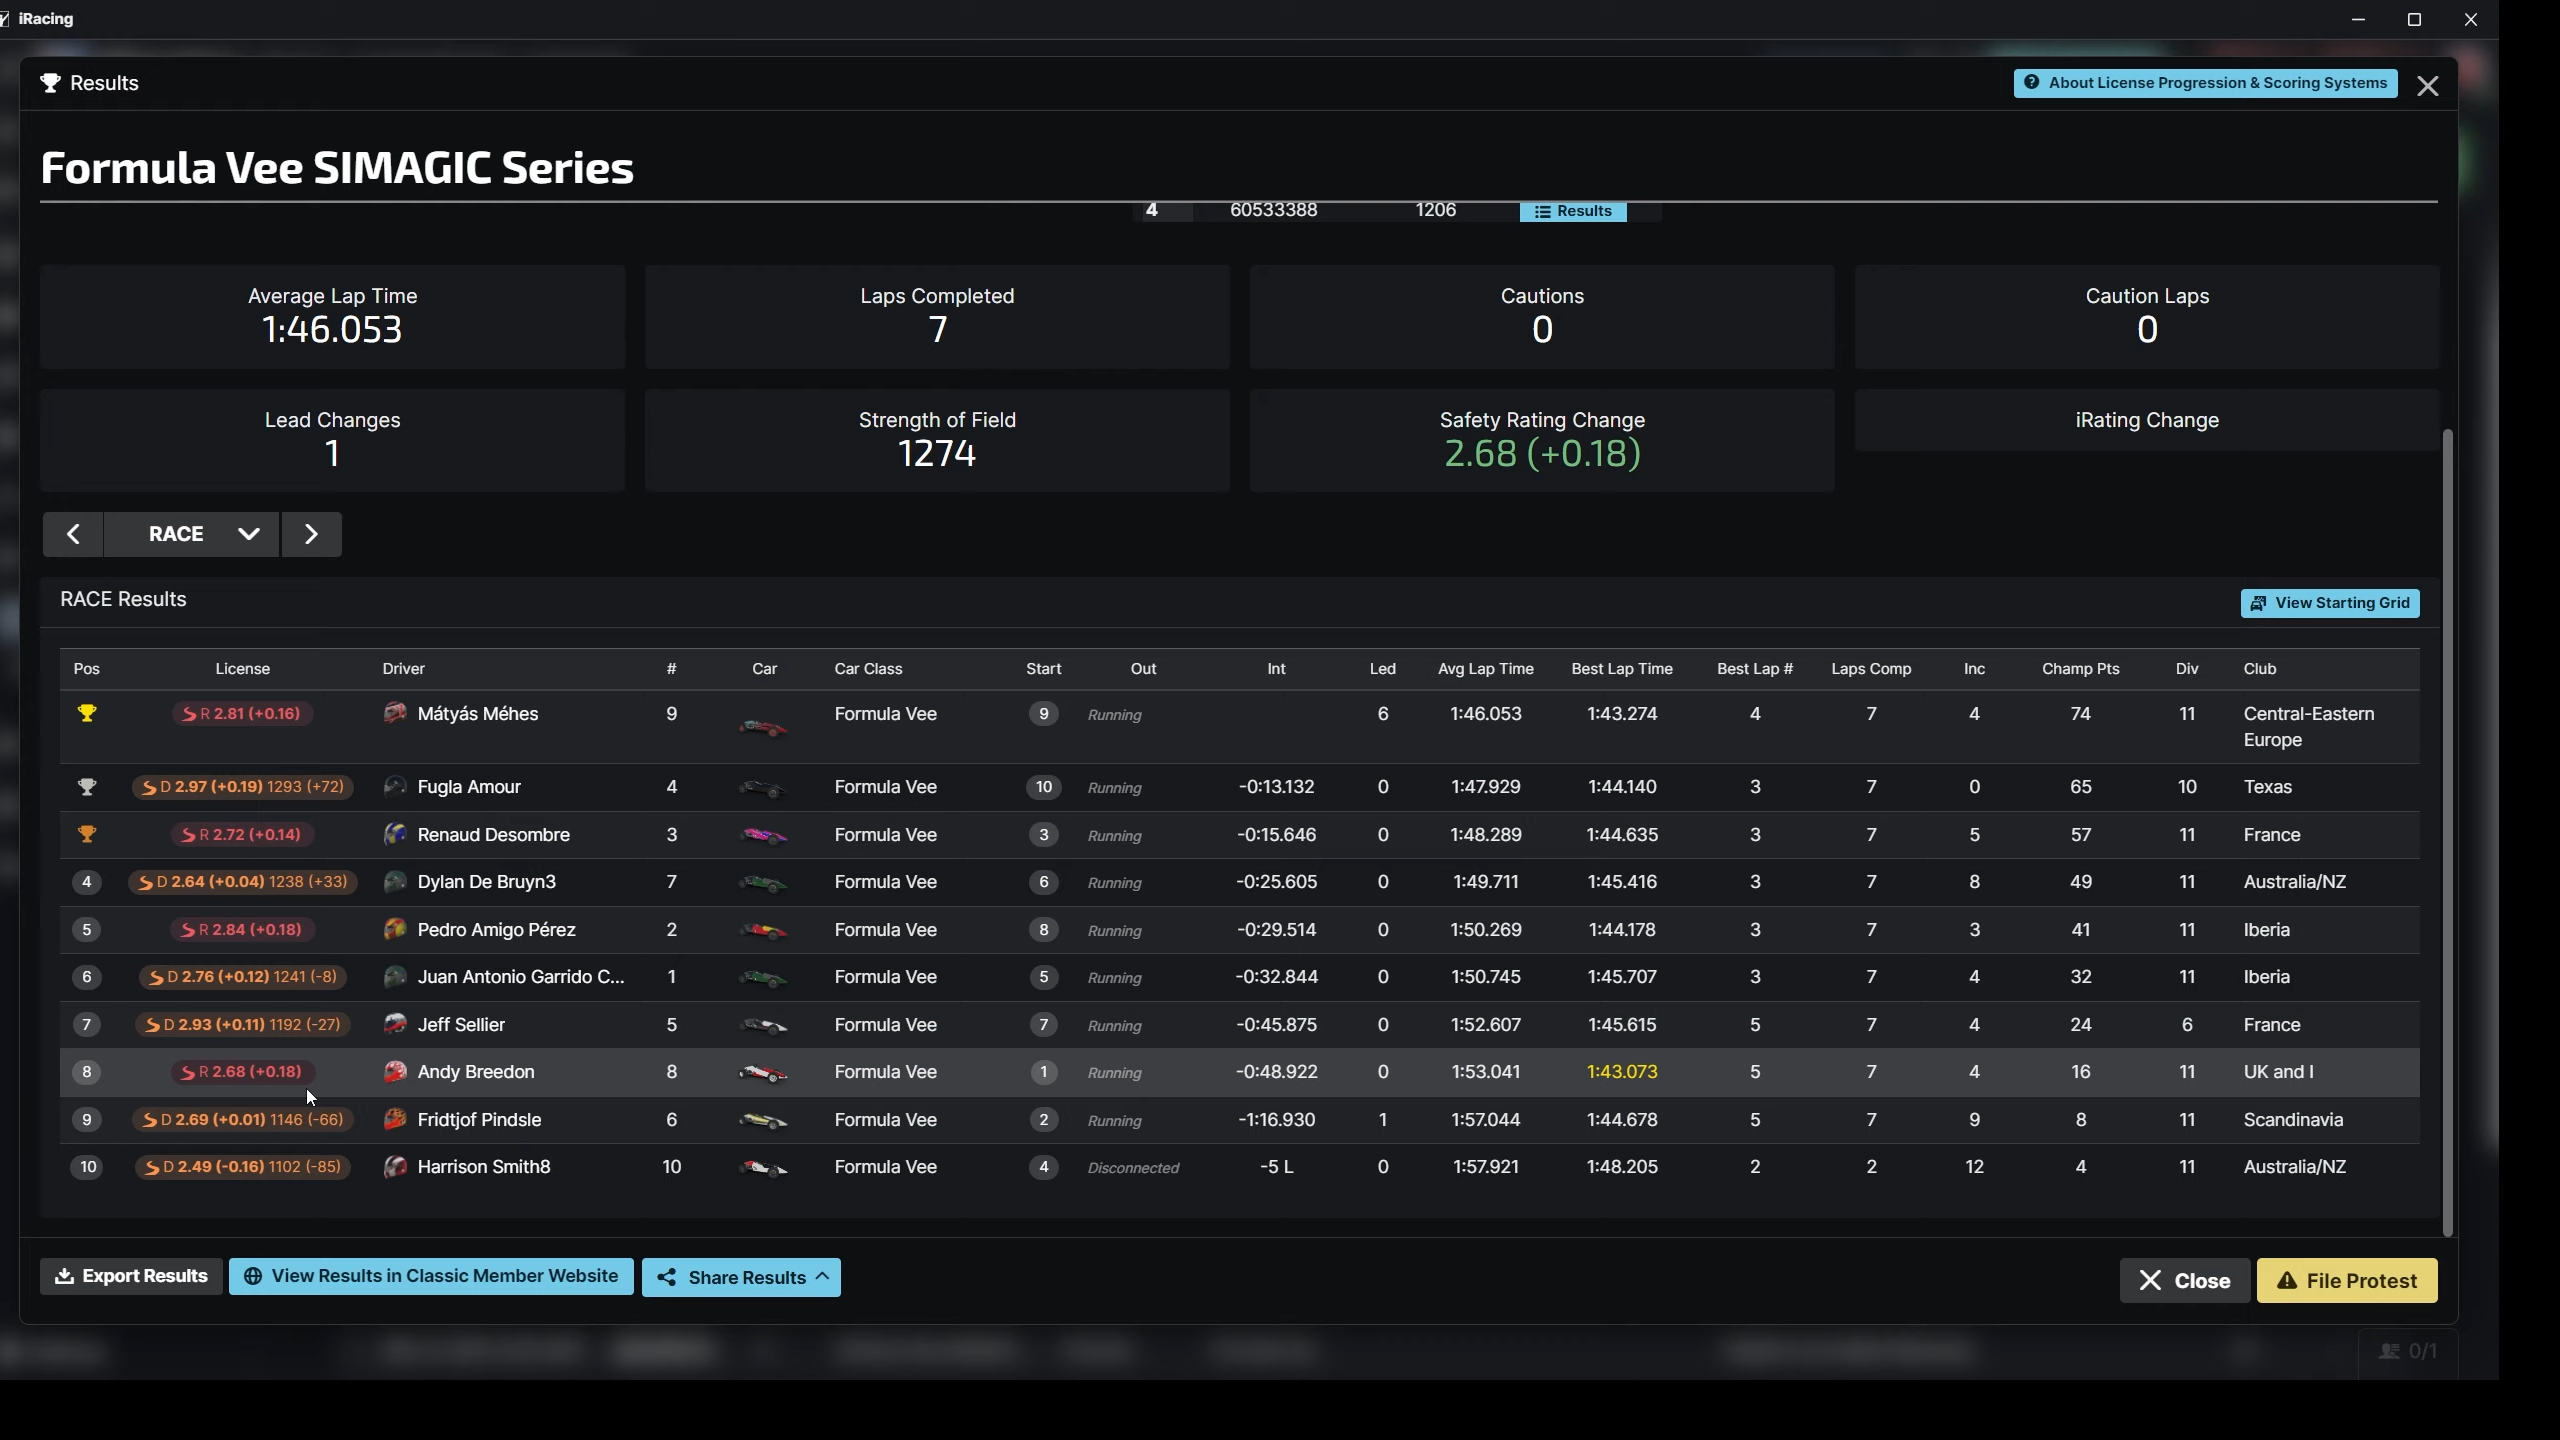 iRacing
Results
About License Progression & Scoring Systems
Formula Vee SIMAGIC Series
4 60533388 1206 Results
Average Lap Time Laps Completed Cautions Caution Laps
1:46.053 7 0 0
Lead Changes Strength of Field Safety Rating Change iRating Change
1 1274 2.68 (+0.18)
RACE
RACE Results View Starting Grid
Pos License Driver # Car Car Class Start Out Int Led Avg Lap Time Best Lap Time Best Lap # Laps Comp Inc Champ Pts Div Club
R 2.81 (+0.16) Mátyás Méhes 9 Formula Vee 9 Running 6 1:46.053 1:43.274 4 7 4 74 11 Central-Eastern
Europe
D 2.97 (+0.19) 1293 (+72) Fugla Amour 4 Formula Vee 10 Running -0:13.132 0 1:47.929 1:44.140 3 7 0 65 10 Texas
R 2.72 (+0.14) Renaud Desombre 3 Formula Vee 3 Running -0:15.646 0 1:48.289 1:44.635 3 7 5 57 11 France
4 D 2.64 (+0.04) 1238 (+33) Dylan De Bruyn3 7 Formula Vee 6 Running -0:25.605 0 1:49.711 1:45.416 3 7 8 49 11 Australia/NZ
5 R 2.84 (+0.18) Pedro Amigo Pérez 2 Formula Vee 8 Running -0:29.514 0 1:50.269 1:44.178 3 7 3 41 11 Iberia
6 D 2.76 (+0.12) 1241 (-8) Juan Antonio Garrido C... 1 Formula Vee 5 Running -0:32.844 0 1:50.745 1:45.707 3 7 4 32 11 Iberia
7 D 2.93 (+0.11) 1192 (-27) Jeff Sellier 5 Formula Vee 7 Running -0:45.875 0 1:52.607 1:45.615 5 7 4 24 6 France
8 R 2.68 (+0.18) Andy Breedon 8 Formula Vee 1 Running -0:48.922 0 1:53.041 1:43.073 5 7 4 16 11 UK and I
9 D 2.69 (+0.01) 1146 (-66) Fridtjof Pindsle 6 Formula Vee 2 Running -1:16.930 1 1:57.044 1:44.678 5 7 9 8 11 Scandinavia
10 D 2.49 (-0.16) 1102 (-85) Harrison Smith8 10 Formula Vee 4 Disconnected -5 L 0 1:57.921 1:48.205 2 2 12 4 11 Australia/NZ
Export Results View Results in Classic Member Website Share Results Close File Protest
0/1